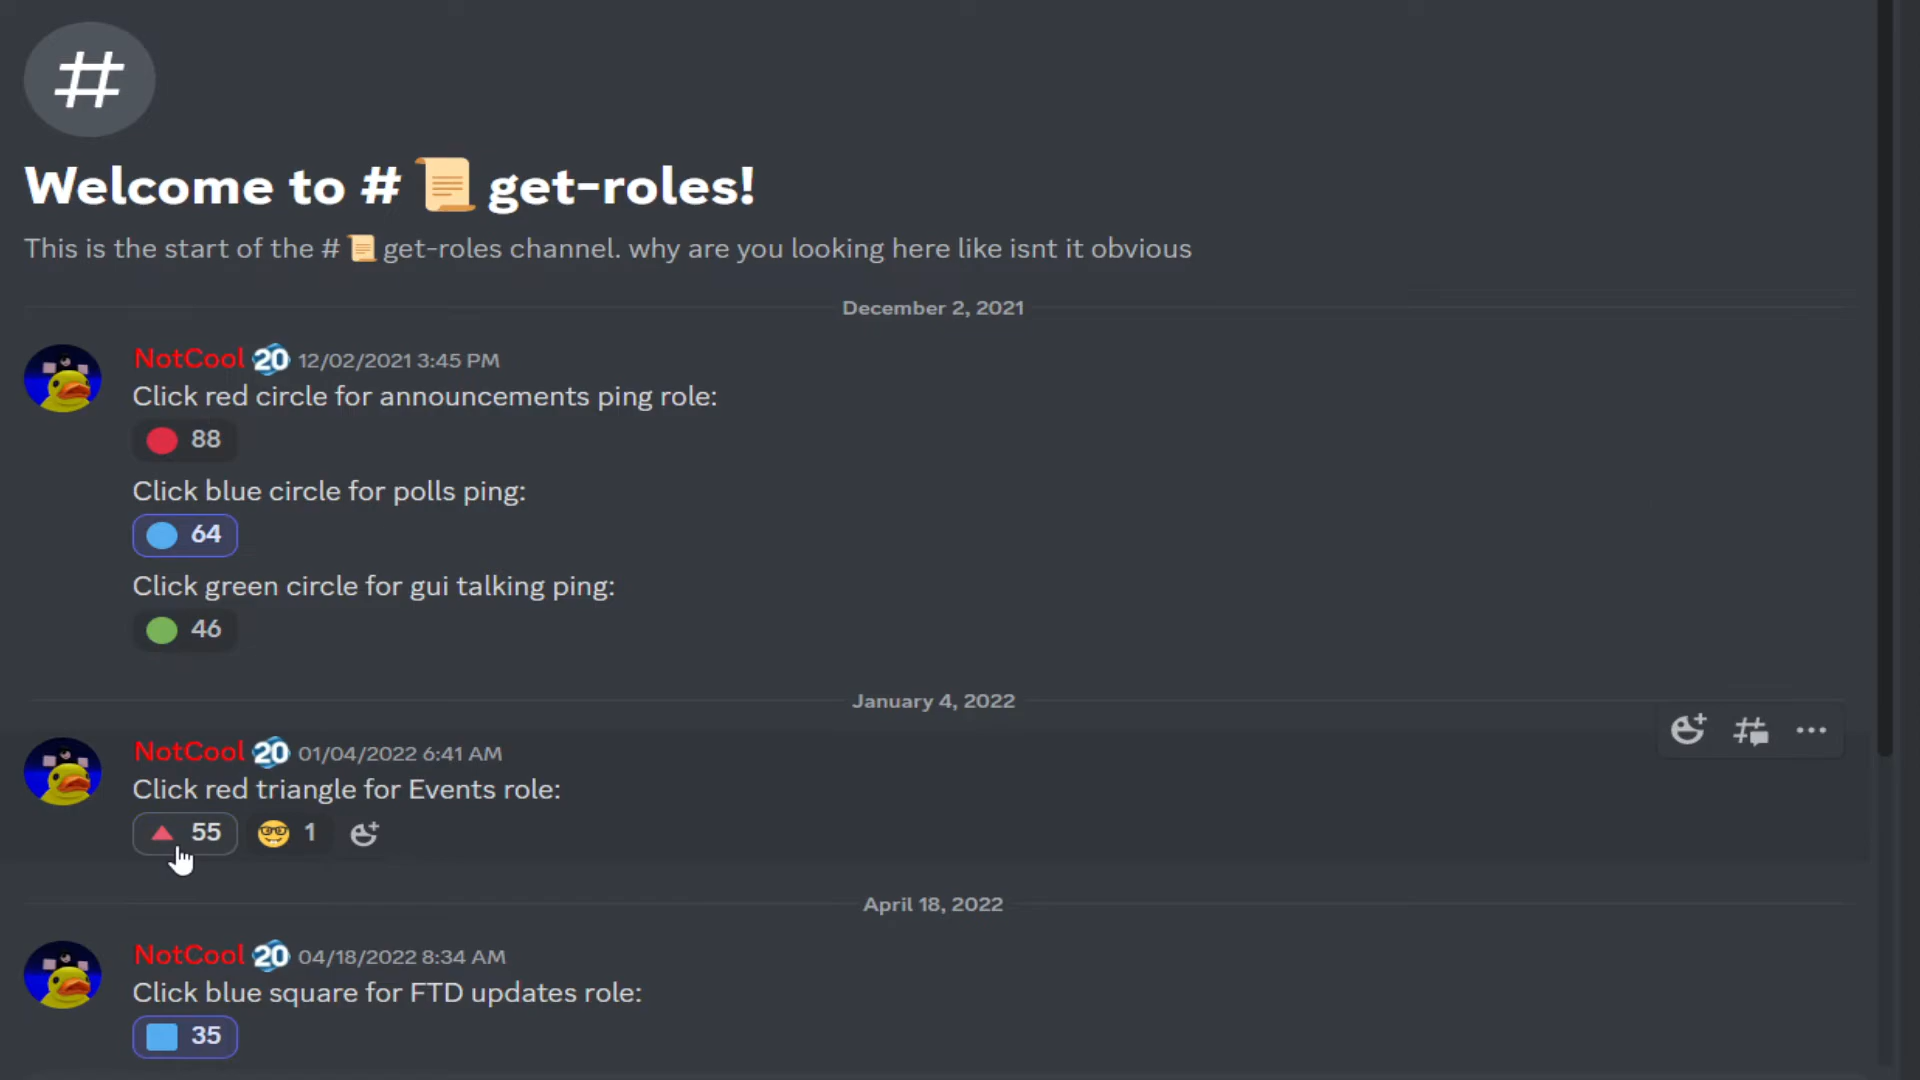 #
Welcome to # 📜 get-roles!
This is the start of the # 📜 get-roles channel. why are you looking here like isnt it obvious
December 2, 2021
NotCool 20 12/02/2021 3:45 PM
Click red circle for announcements ping role:
88
Click blue circle for polls ping:
64
Click green circle for gui talking ping:
46
January 4, 2022
NotCool 20 01/04/2022 6:41 AM
Click red triangle for Events role:
55 1
April 18, 2022
NotCool 20 04/18/2022 8:34 AM
Click blue square for FTD updates role:
35